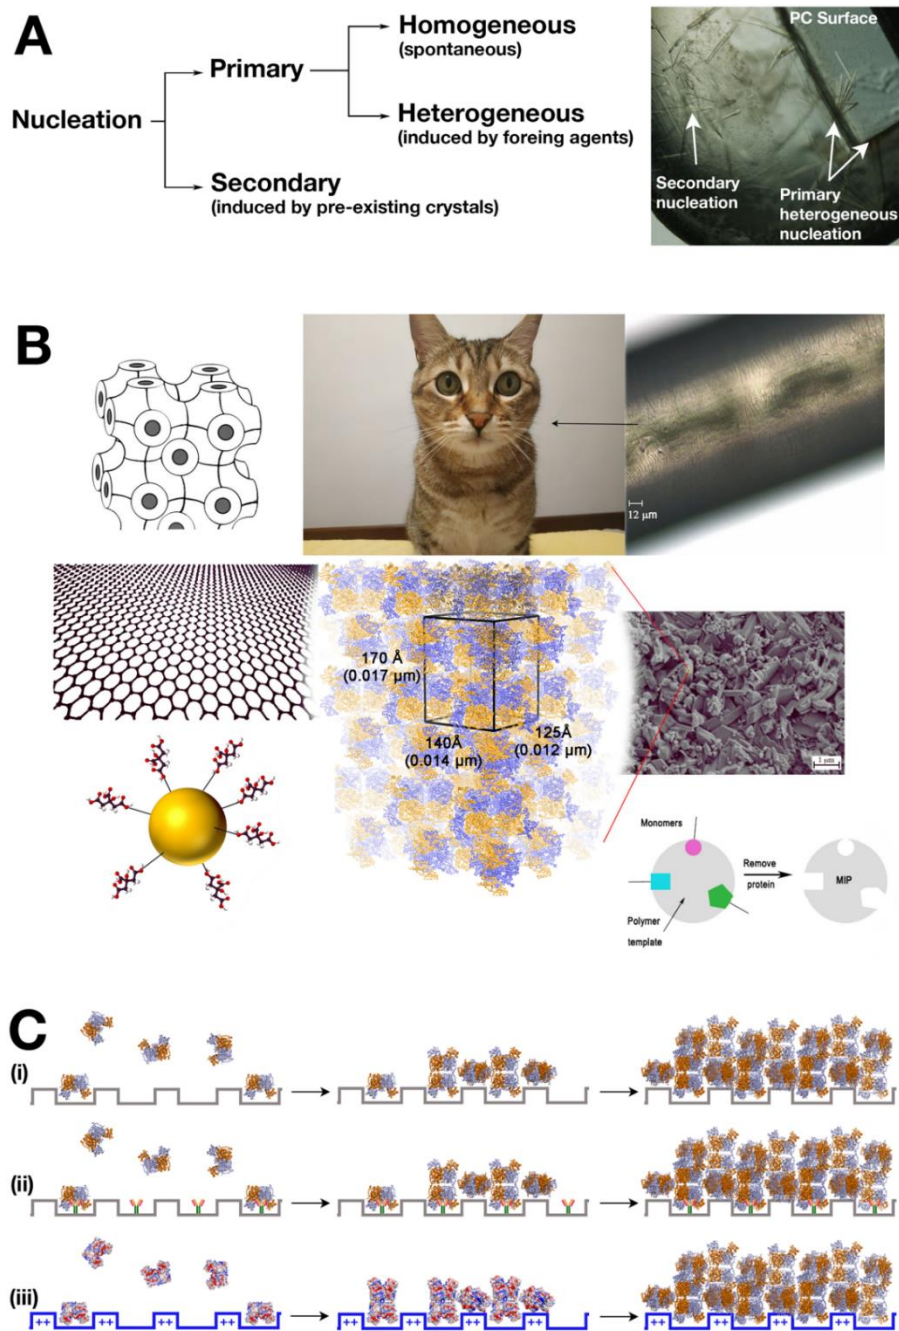 A
Nucleation
Primary
Homogeneous
(spontaneous)
Heterogeneous
(induced by foreing agents)
Secondary
(induced by pre-existing crystals)
PC Surface
Secondary
nucleation
Primary
heterogeneous
nucleation
B
12 µm
170 Å
(0.017 µm)
140Å
(0.014 µm)
125Å
(0.012 µm)
1 µm
Monomers
Remove
protein
MIP
Polymer
template
C
(i)
(ii)
(iii)
++ ++ ++ ++
++ ++ ++ ++
++ ++ ++ ++